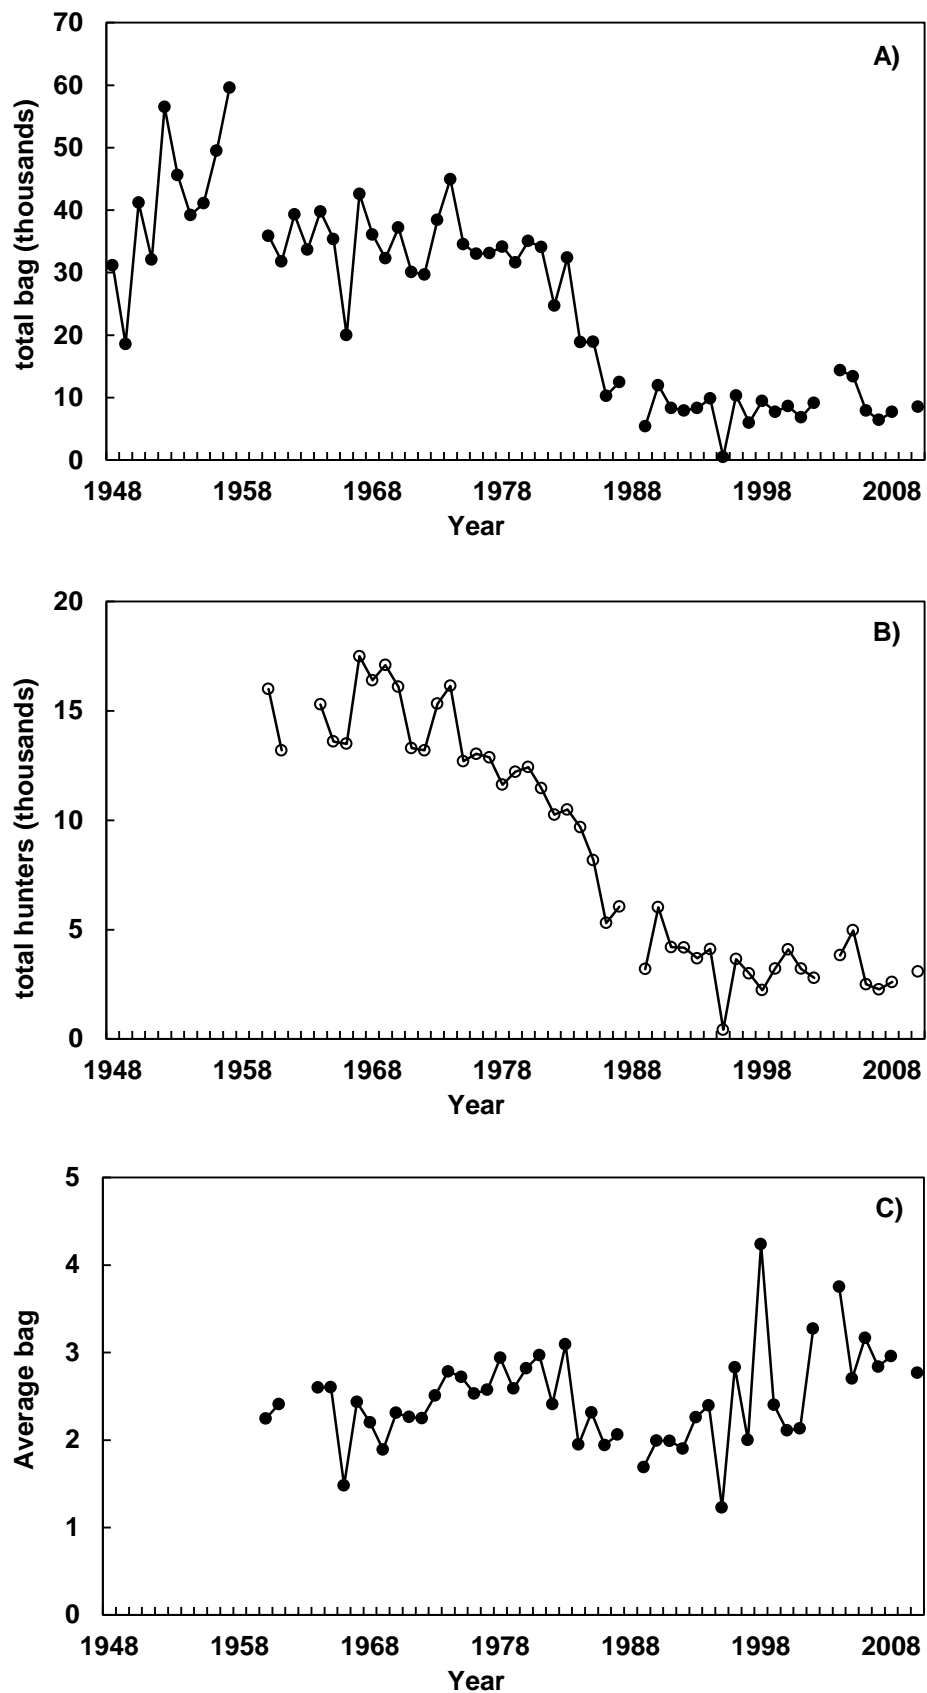 70
A)
60
50
40
30
20
10
0
total bag (thousands)
1948 1958 1968 1978 1988 1998 2008
Year
20
B)
15
10
5
0
total hunters (thousands)
1948 1958 1968 1978 1988 1998 2008
Year
5
C)
4
3
2
1
0
Average bag
1948 1958 1968 1978 1988 1998 2008
Year